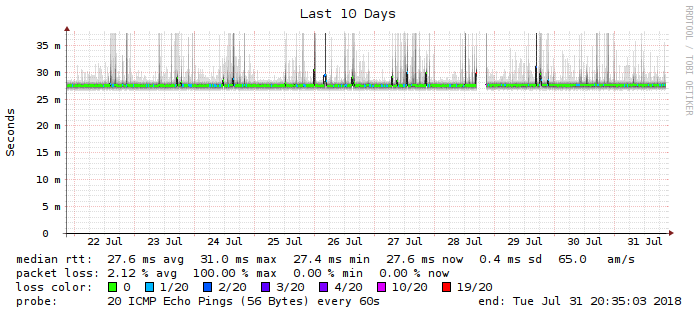 Last 10 Days
RRDTOOL / TOBI OETIKER
Seconds
35 m
30 m
25 m
20 m
15 m
10 m
5 m
0
22 Jul 23 Jul 24 Jul 25 Jul 26 Jul 27 Jul 28 Jul 29 Jul 30 Jul 31 Jul
median rtt: 27.6 ms avg 31.0 ms max 27.4 ms min 27.6 ms now 0.4 ms sd 65.0 am/s
packet loss: 2.12 % avg 100.00 % max 0.00 % min 0.00 % now
loss color: 0 1/20 2/20 3/20 4/20 10/20 19/20
probe: 20 ICMP Echo Pings (56 Bytes) every 60s end: Tue Jul 31 20:35:03 2018